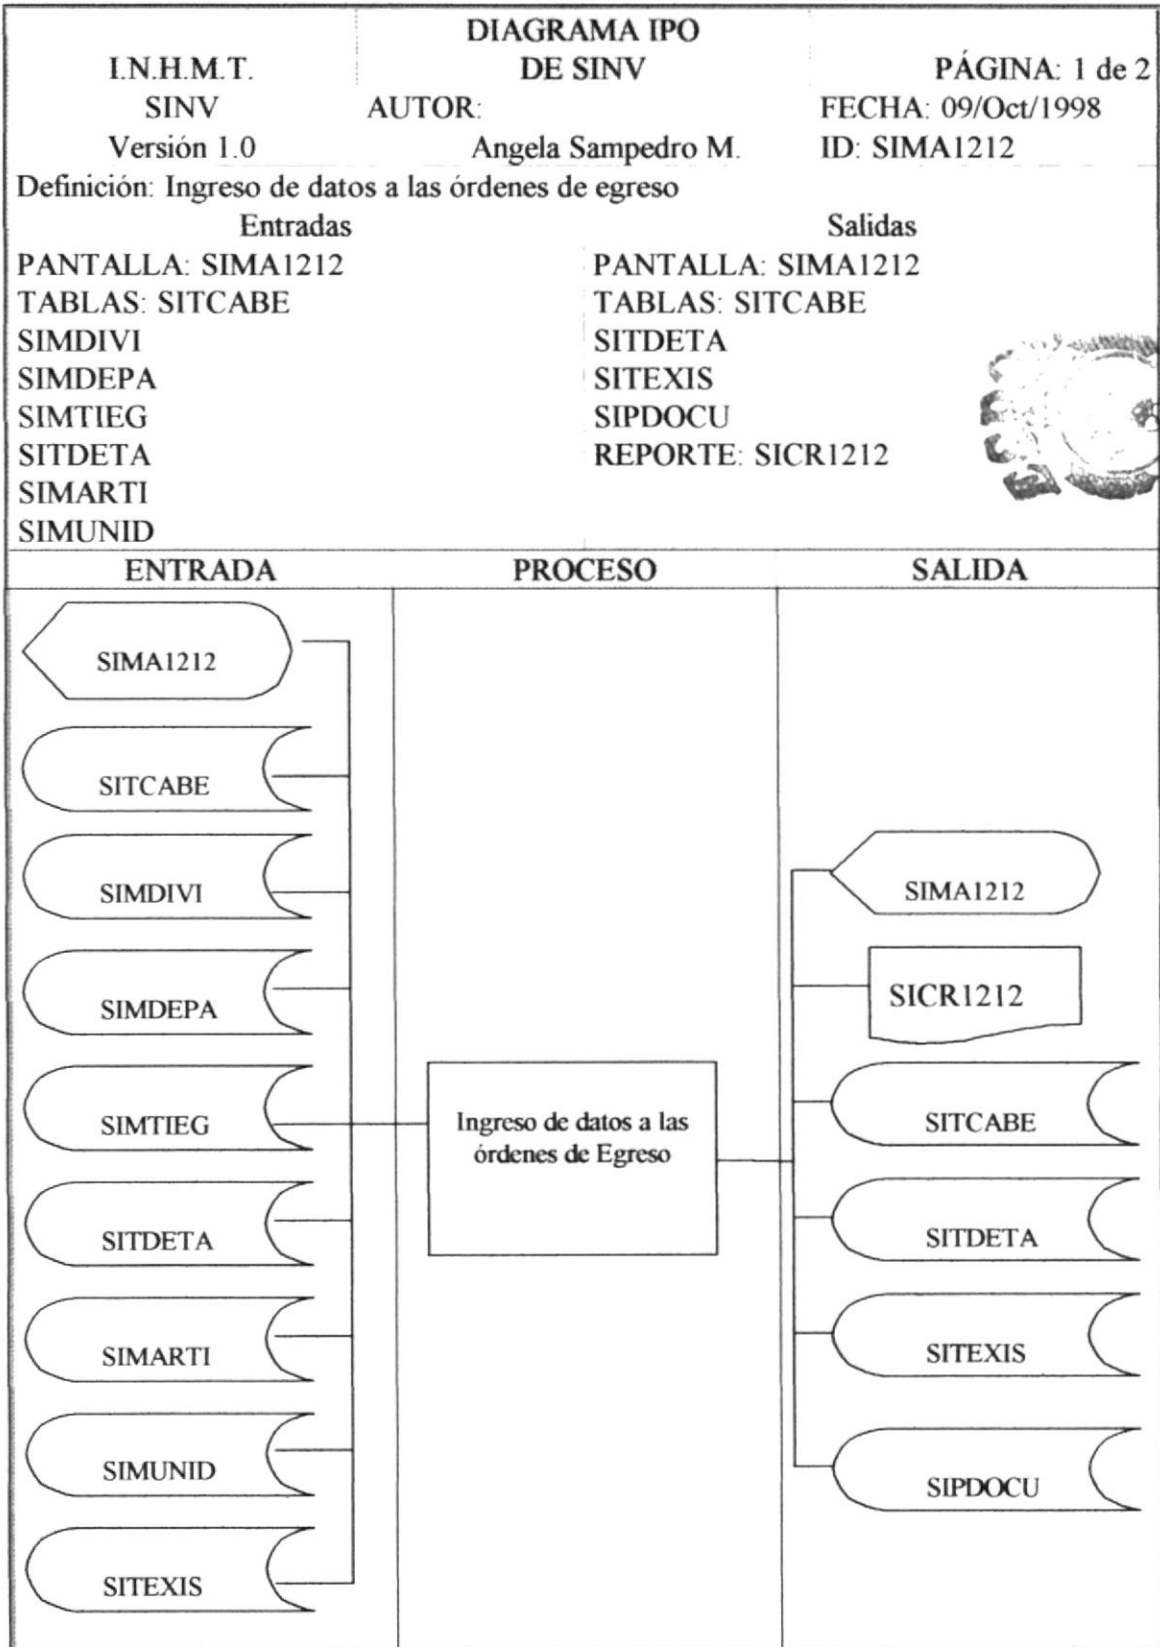 DIAGRAMA IPO
I.N.H.M.T. DE SINV PÁGINA: 1 de 2
SINV AUTOR: FECHA: 09/Oct/1998
Versión 1.0 Angela Sampedro M. ID: SIMA1212
Definición: Ingreso de datos a las órdenes de egreso
Entradas Salidas
PANTALLA: SIMA1212 PANTALLA: SIMA1212
TABLAS: SITCABE TABLAS: SITCABE
SIMDIVI SITDETA
SIMDEPA SITEXIS
SIMTIEG SIPDOCU
SITDETA REPORTE: SICR1212
SIMARTI
SIMUNID
ENTRADA PROCESO SALIDA
SIMA1212
SITCABE
SIMDIVI
SIMDEPA
SIMTIEG
SITDETA
SIMARTI
SIMUNID
SITEXIS
Ingreso de datos a las
órdenes de Egreso
SIMA1212
SICR1212
SITCABE
SITDETA
SITEXIS
SIPDOCU